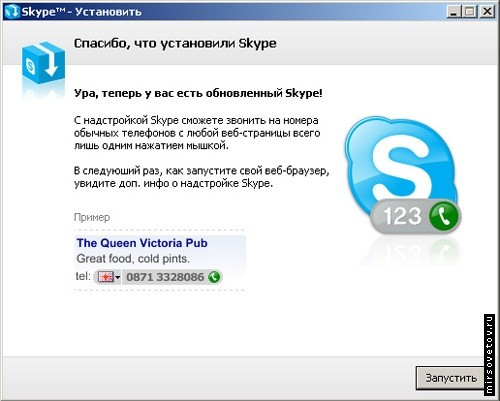 Skype™ - Установить
Спасибо, что установили Skype
Ура, теперь у вас есть обновленный Skype!
С надстройкой Skype сможете звонить на номера
обычных телефонов с любой веб-страницы всего
лишь одним нажатием мышкой.
В следующий раз, как запустите свой веб-браузер,
увидите доп. инфо о надстройке Skype.
S
123
Пример
The Queen Victoria Pub
Great food, cold pints.
tel: 0871 3328086
Запустить
mirsovetov.ru